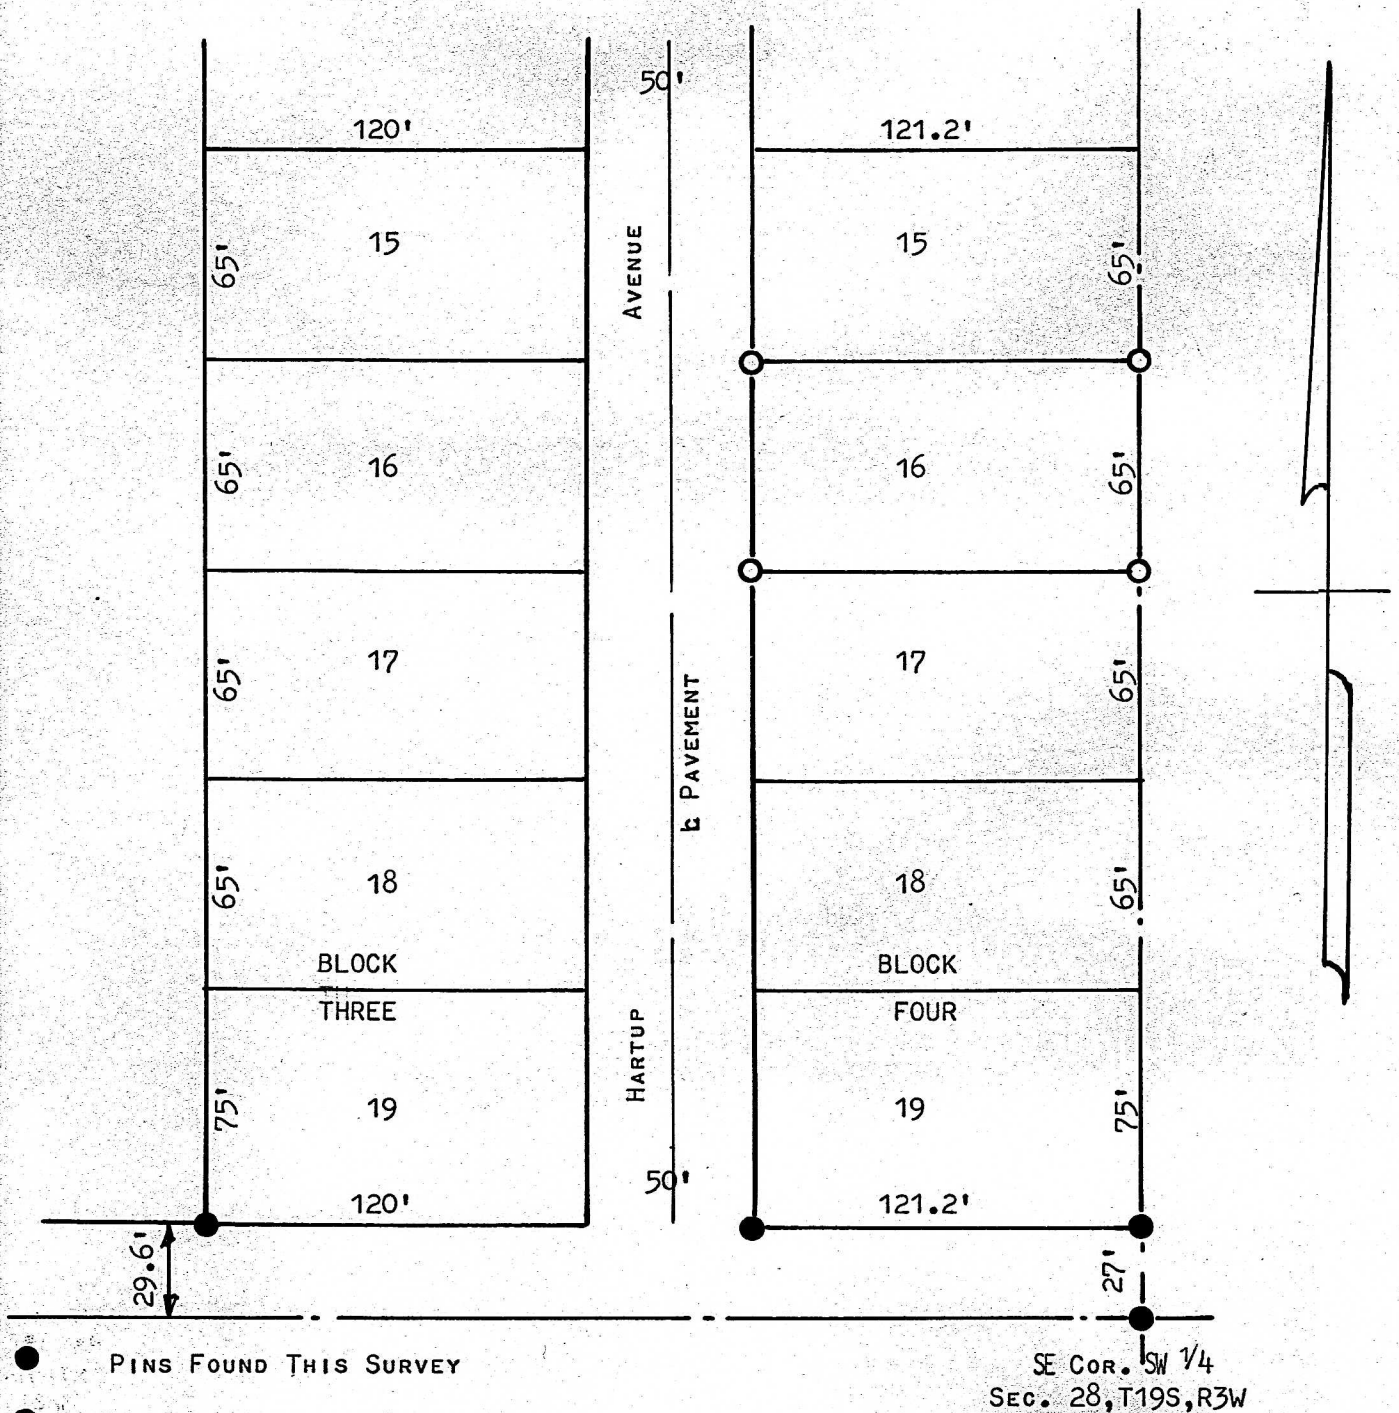 50'
120'
121.2'
15
15
65'
65'
AVENUE
16
16
65'
65'
17
17
65'
65'
℄ PAVEMENT
18
18
65'
65'
BLOCK
THREE
BLOCK
FOUR
HARTUP
19
19
75'
75'
50'
120'
121.2'
29.6'
27'
PINS FOUND THIS SURVEY
SE COR. SW 1/4
SEC. 28, T19S, R3W